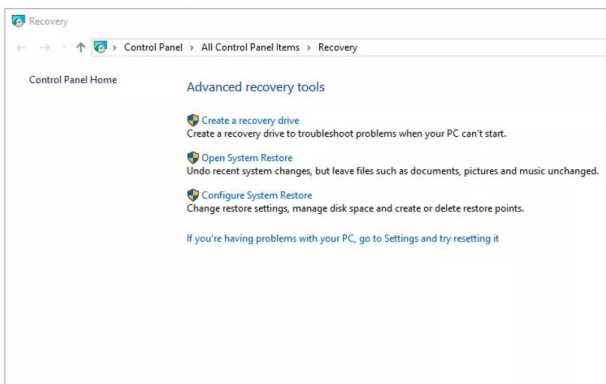 Recovery
Control Panel > All Control Panel Items > Recovery
Control Panel Home
Advanced recovery tools
Create a recovery drive
Create a recovery drive to troubleshoot problems when your PC can't start.
Open System Restore
Undo recent system changes, but leave files such as documents, pictures and music unchanged.
Configure System Restore
Change restore settings, manage disk space and create or delete restore points.
If you're having problems with your PC, go to Settings and try resetting it